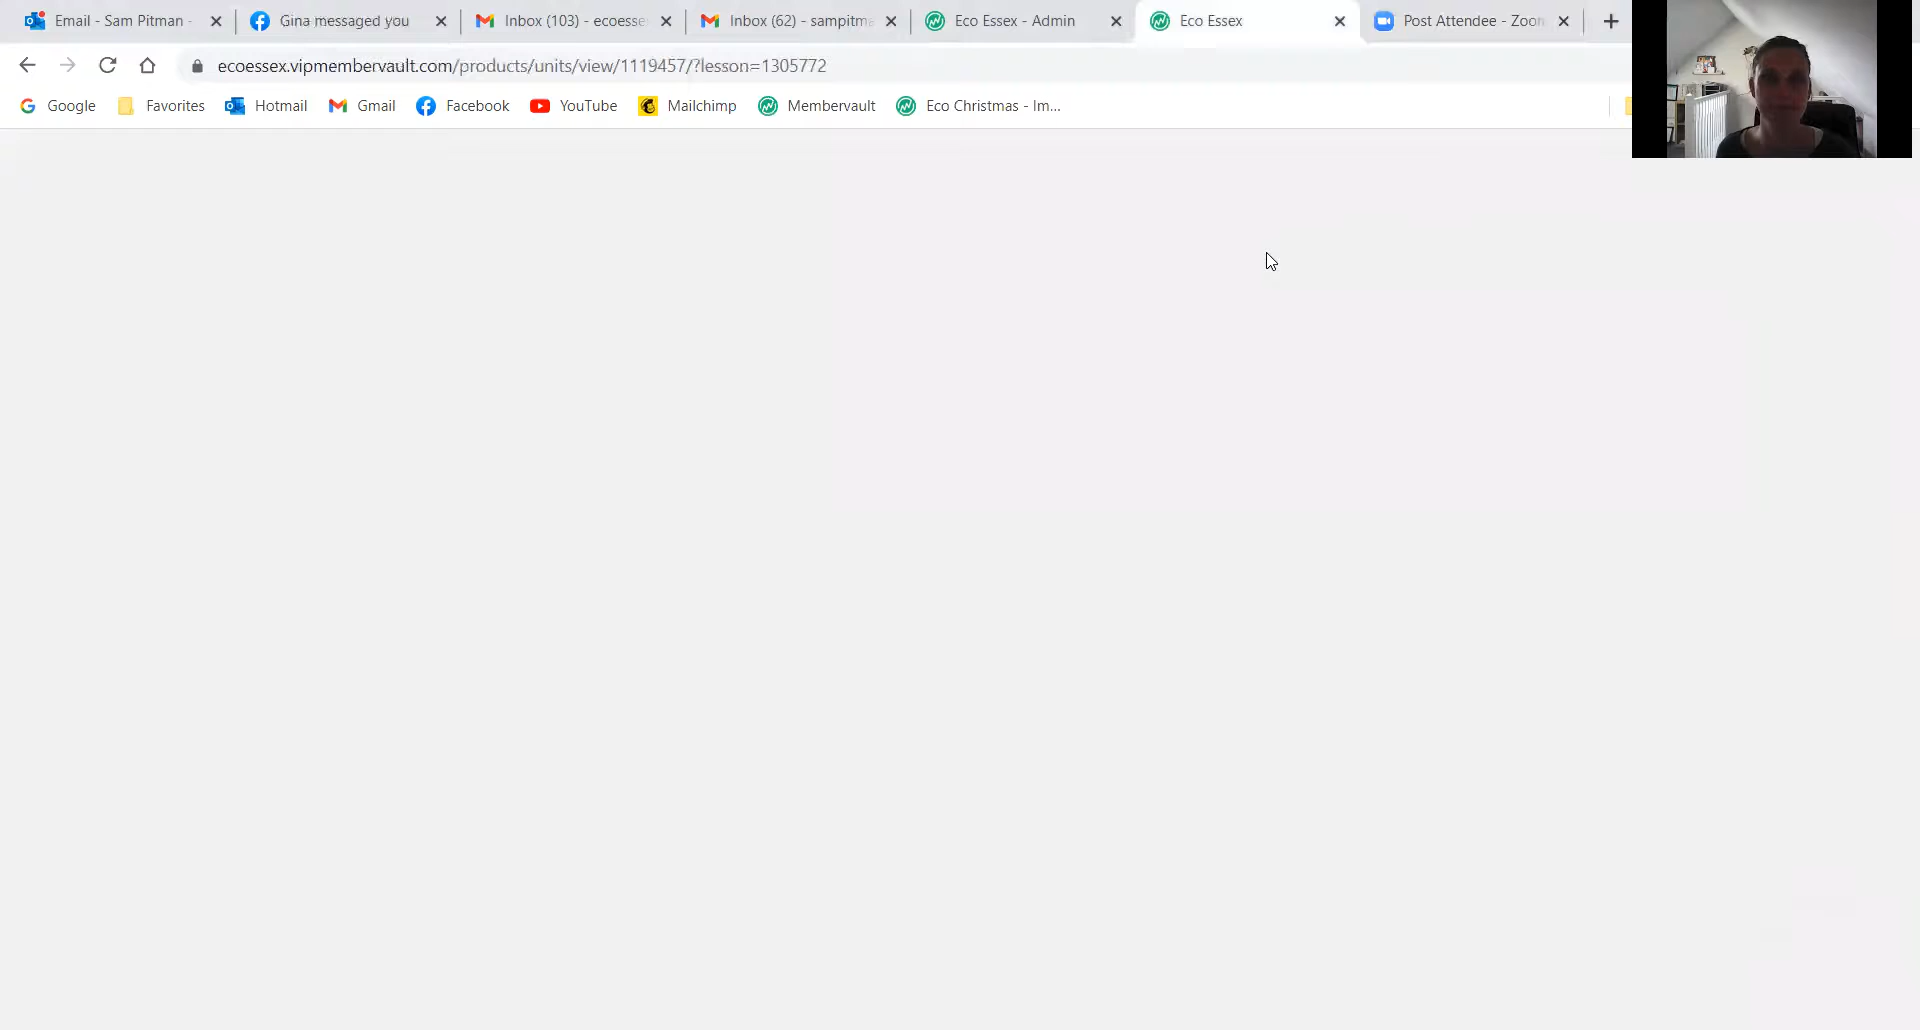 Email - Sam Pitman -
Gina messaged you
Inbox (103) - ecoesse
Inbox (62) - sampitm
Eco Essex - Admin
Eco Essex
Post Attendee - Zoom
ecoessex.vipmembervault.com/products/units/view/1119457/?lesson=1305772
Google
Favorites
Hotmail
Gmail
Facebook
YouTube
Mailchimp
Membervault
Eco Christmas - Im...